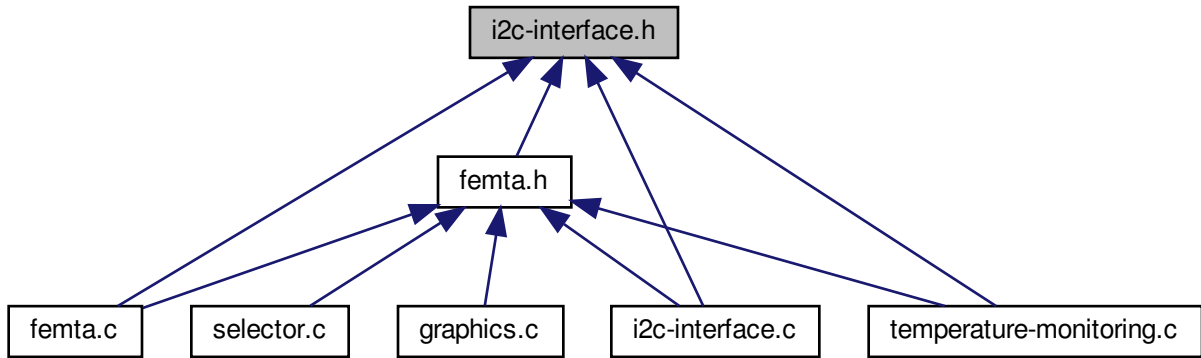 i2c-interface.h
femta.h
femta.c
selector.c
graphics.c
i2c-interface.c
temperature-monitoring.c